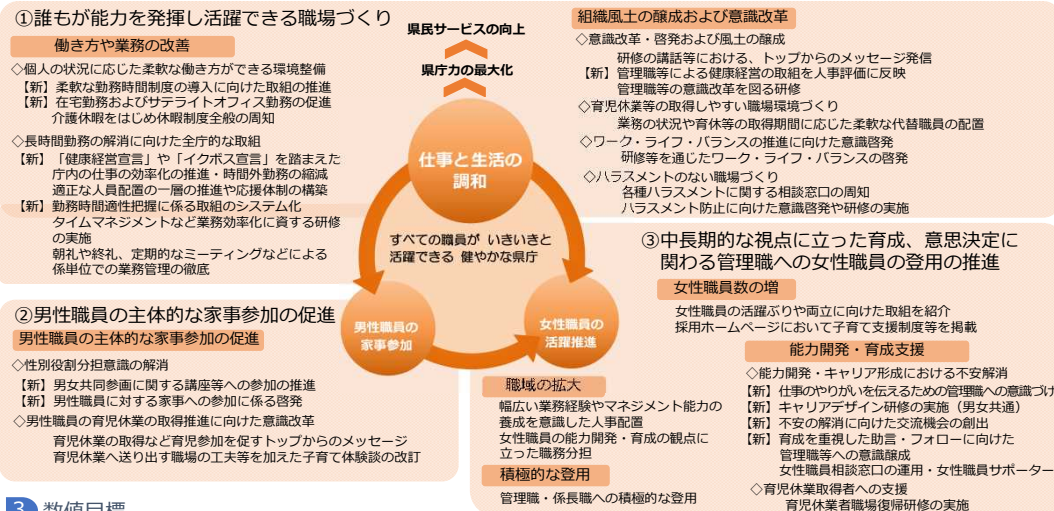 ①誰もが能力を発揮し活躍できる職場づくり
働き方や業務の改善
◇個人の状況に応じた柔軟な働き方ができる環境整備
【新】柔軟な勤務時間制度の導入に向けた取組の推進
【新】在宅勤務およびサテライトオフィス勤務の促進
介護休暇をはじめ休暇制度全般の周知
◇長時間勤務の解消に向けた全庁的な取組
【新】「健康経営宣言」や「イクボス宣言」を踏まえた
庁内の仕事の効率化の推進・時間外勤務の縮減
適正な人員配置の一層の推進や応援体制の構築
【新】勤務時間適性把握に係る取組のシステム化
タイムマネジメントなど業務効率化に資する研修
の実施
朝礼や終礼、定期的なミーティングなどによる
係単位での業務管理の徹底
県民サービスの向上
県庁力の最大化
仕事と生活の
調和
すべての職員が いきいきと
活躍できる 健やかな県庁
男性職員の
家事参加
女性職員の
活躍推進
組織風土の醸成および意識改革
◇意識改革・啓発および風土の醸成
研修の講話等における、トップからのメッセージ発信
【新】管理職等による健康経営の取組を人事評価に反映
管理職等の意識改革を図る研修
◇育児休業等の取得しやすい職場環境づくり
業務の状況や育休等の取得期間に応じた柔軟な代替職員の配置
◇ワーク・ライフ・バランスの推進に向けた意識啓発
研修等を通じたワーク・ライフ・バランスの啓発
◇ハラスメントのない職場づくり
各種ハラスメントに関する相談窓口の周知
ハラスメント防止に向けた意識啓発や研修の実施
②男性職員の主体的な家事参加の促進
男性職員の主体的な家事参加の促進
◇性別役割分担意識の解消
【新】男女共同参画に関する講座等への参加の推進
【新】男性職員に対する家事への参加に係る啓発
◇男性職員の育児休業の取得推進に向けた意識改革
育児休業の取得など育児参加を促すトップからのメッセージ
育児休業へ送り出す職場の工夫等を加えた子育て体験談の改訂
③中長期的な視点に立った育成、意思決定に
関わる管理職への女性職員の登用の推進
女性職員数の増
女性職員の活躍ぶりや両立に向けた取組を紹介
採用ホームページにおいて子育て支援制度等を掲載
職域の拡大
幅広い業務経験やマネジメント能力の
養成を意識した人事配置
女性職員の能力開発・育成の観点に
立った職務分担
積極的な登用
管理職・係長職への積極的な登用
能力開発・育成支援
◇能力開発・キャリア形成における不安解消
【新】仕事のやりがいを伝えるための管理職への意識づけ
【新】キャリアデザイン研修の実施（男女共通）
【新】不安の解消に向けた交流機会の創出
【新】育成を重視した助言・フォローに向けた
管理職等への意識醸成
女性職員相談窓口の運用・女性職員サポーター
◇育児休業取得者への支援
育児休業者職場復帰研修の実施
3 数値目標